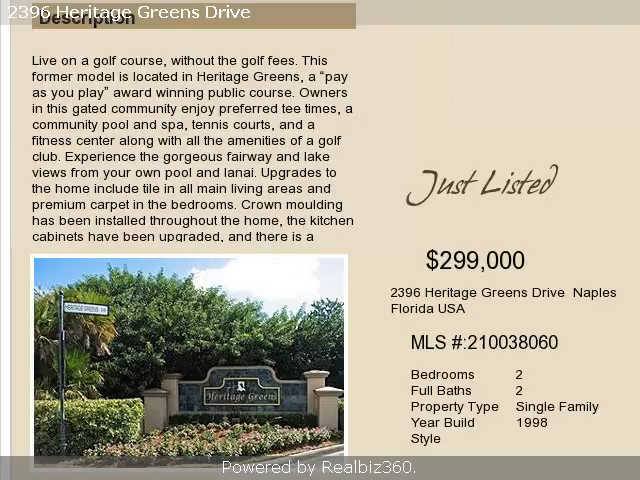 2396 Heritage Greens Drive
Description
Live on a golf course, without the golf fees. This
former model is located in Heritage Greens, a “pay
as you play” award winning public course. Owners
in this gated community enjoy preferred tee times, a
community pool and spa, tennis courts, and a
fitness center along with all the amenities of a golf
club. Experience the gorgeous fairway and lake
views from your own pool and lanai. Upgrades to
the home include tile in all main living areas and
premium carpet in the bedrooms. Crown moulding
has been installed throughout the home, the kitchen
cabinets have been upgraded, and there is a
Just Listed
$299,000
2396 Heritage Greens Drive  Naples
Florida USA
MLS #:210038060
Bedrooms 2
Full Baths 2
Property Type Single Family
Year Build 1998
Style
HERITAGE GREENS
Heritage Greens
Powered by Realbiz360.